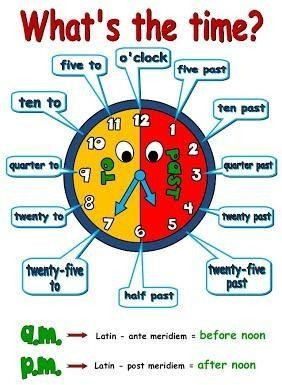 What's the time?
o'clock
five to
five past
ten to
ten past
quarter to
quarter past
twenty to
twenty past
twenty-five
to
twenty-five
past
half past
12
11
1
10
2
9
3
8
4
7
5
6
TO
PAST
a.m. Latin - ante meridiem = before noon
p.m. Latin - post meridiem = after noon